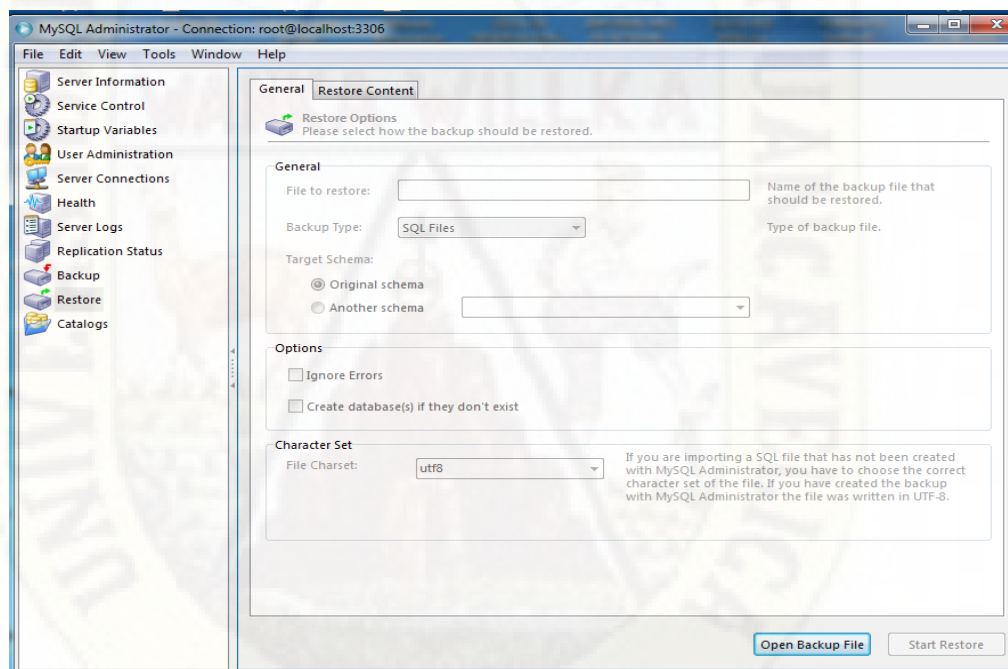 MySQL Administrator - Connection: root@localhost:3306
File Edit View Tools Window Help
Server Information
Service Control
Startup Variables
User Administration
Server Connections
Health
Server Logs
Replication Status
Backup
Restore
Catalogs
General Restore Content
Restore Options
Please select how the backup should be restored.
General
File to restore:
Name of the backup file that
should be restored.
Backup Type: SQL Files
Type of backup file.
Target Schema:
Original schema
Another schema
Options
Ignore Errors
Create database(s) if they don't exist
Character Set
File Charset: utf8
If you are importing a SQL file that has not been created
with MySQL Administrator, you have to choose the correct
character set of the file. If you have created the backup
with MySQL Administrator the file was written in UTF-8.
Open Backup File Start Restore